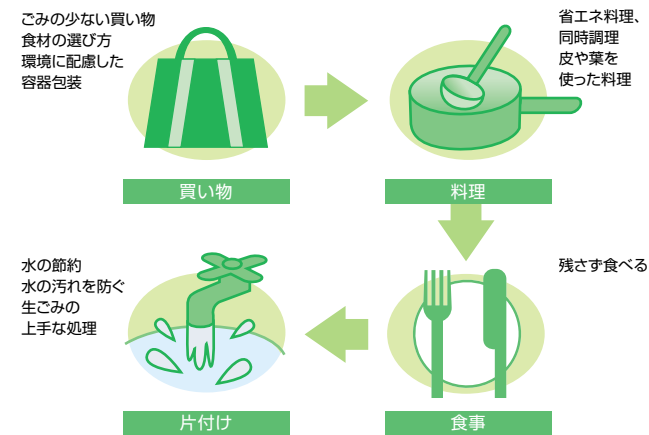 ごみの少ない買い物
食材の選び方
環境に配慮した
容器包装
買い物
省エネ料理、
同時調理
皮や葉を
使った料理
料理
残さず食べる
食事
水の節約
水の汚れを防ぐ
生ごみの
上手な処理
片付け